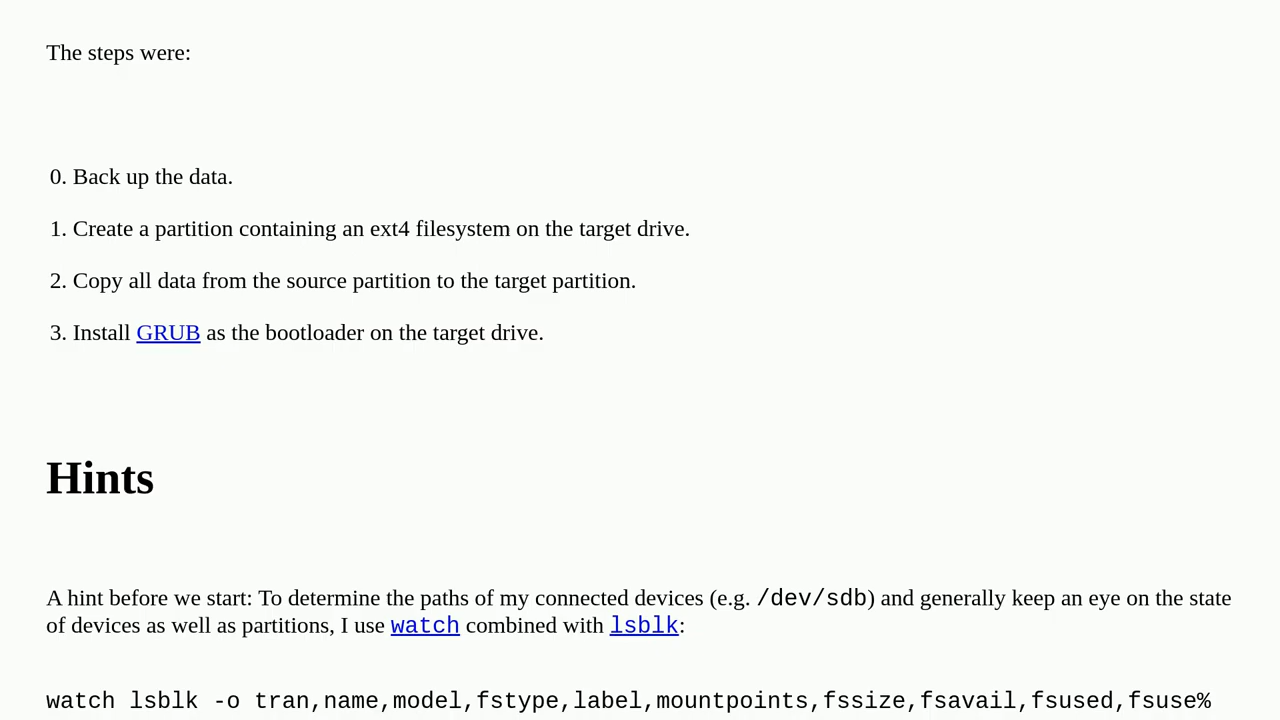 The steps were:
0. Back up the data.
1. Create a partition containing an ext4 filesystem on the target drive.
2. Copy all data from the source partition to the target partition.
3. Install GRUB as the bootloader on the target drive.
Hints
A hint before we start: To determine the paths of my connected devices (e.g. /dev/sdb) and generally keep an eye on the state
of devices as well as partitions, I use watch combined with lsblk:
watch lsblk -o tran,name,model,fstype,label,mountpoints,fssize,fsavail,fsused,fsuse%